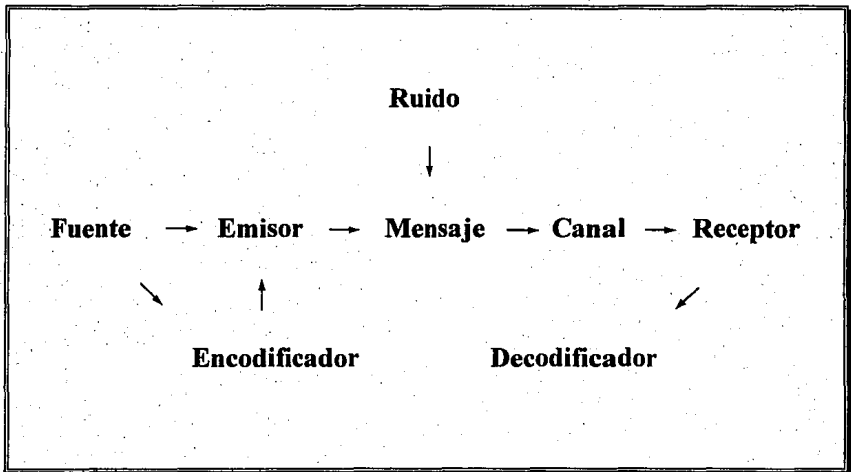 Ruido
Fuente → Emisor → Mensaje → Canal → Receptor
Encodificador Decodificador